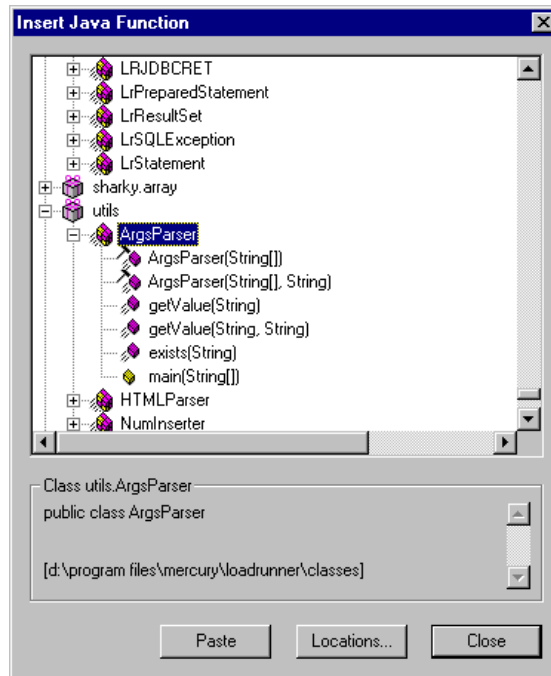 Insert Java Function
LRJDBCRET
LrPreparedStatement
LrResultSet
LrSQLException
LrStatement
sharky.array
utils
ArgsParser
ArgsParser(String[])
ArgsParser(String[], String)
getValue(String)
getValue(String, String)
exists(String)
main(String[])
HTMLParser
NumInserter
Class utils.ArgsParser
public class ArgsParser
[d:\program files\mercury\loadrunner\classes]
Paste Locations... Close